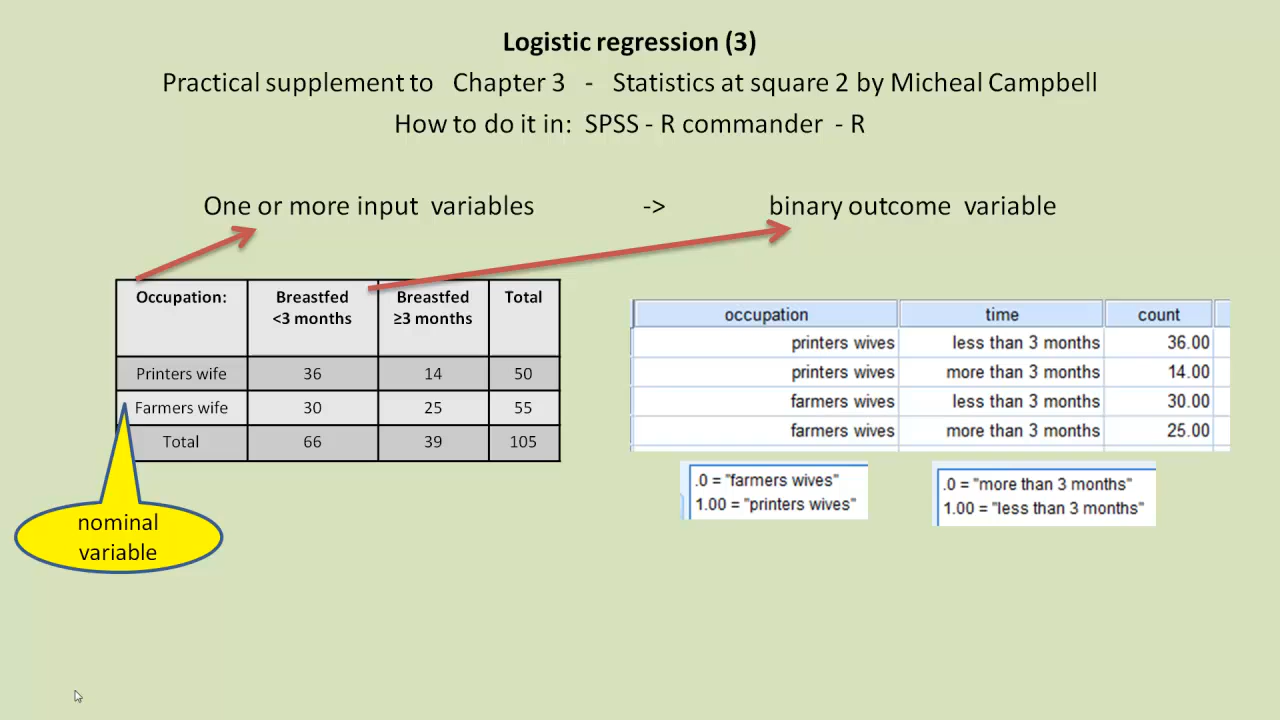 Logistic regression (3)
Practical supplement to Chapter 3 - Statistics at square 2 by Micheal Campbell
How to do it in: SPSS - R commander - R
One or more input variables -> binary outcome variable
Occupation: Breastfed <3 months Breastfed ≥3 months Total
Printers wife 36 14 50
Farmers wife 30 25 55
Total 66 39 105
nominal
variable
occupation time count
printers wives less than 3 months 36.00
printers wives more than 3 months 14.00
farmers wives less than 3 months 30.00
farmers wives more than 3 months 25.00
.0 = "farmers wives"
1.00 = "printers wives"
.0 = "more than 3 months"
1.00 = "less than 3 months"